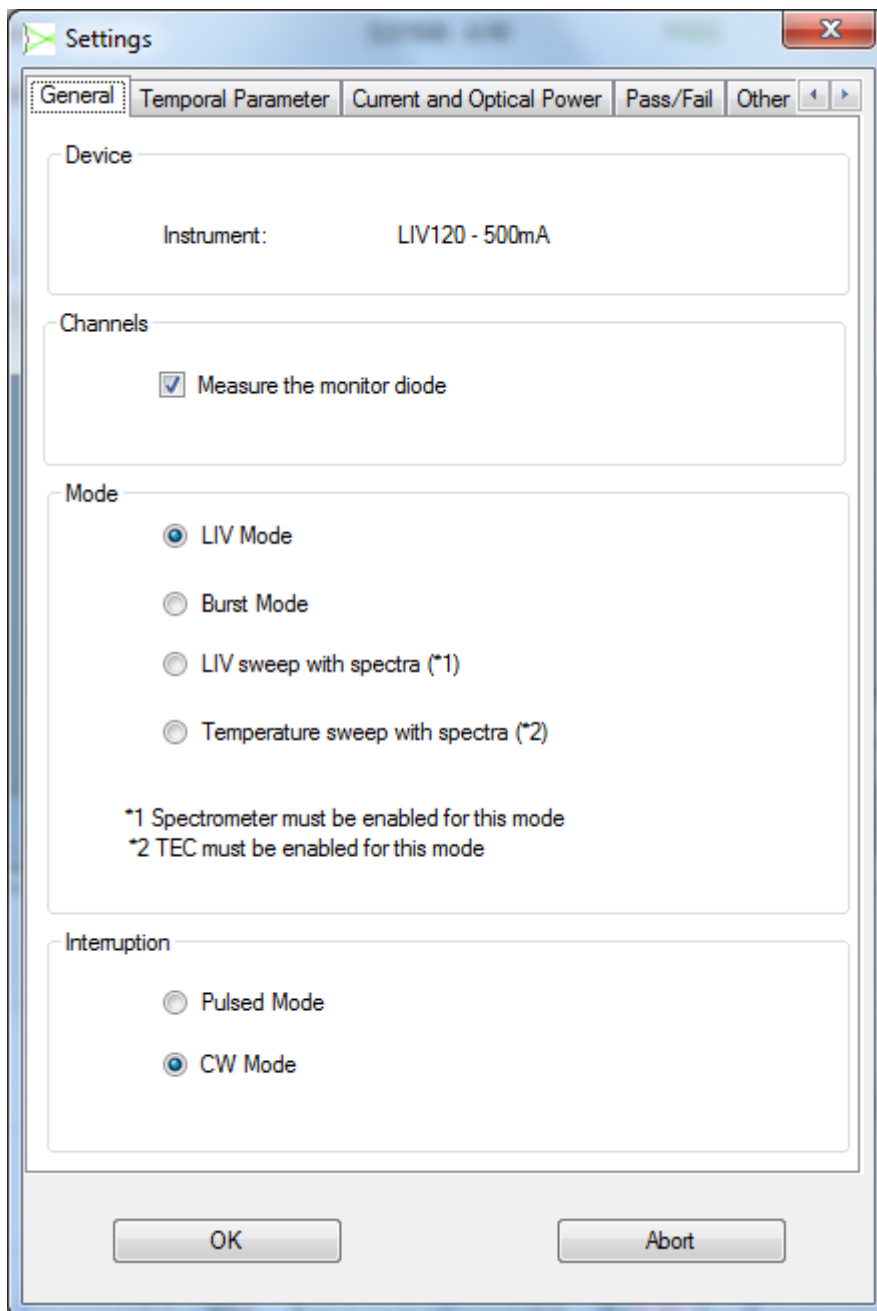 Settings
General Temporal Parameter Current and Optical Power Pass/Fail Other
Device
Instrument: LIV120 - 500mA
Channels
Measure the monitor diode
Mode
LIV Mode
Burst Mode
LIV sweep with spectra (*1)
Temperature sweep with spectra (*2)
*1 Spectrometer must be enabled for this mode
*2 TEC must be enabled for this mode
Interruption
Pulsed Mode
CW Mode
OK Abort